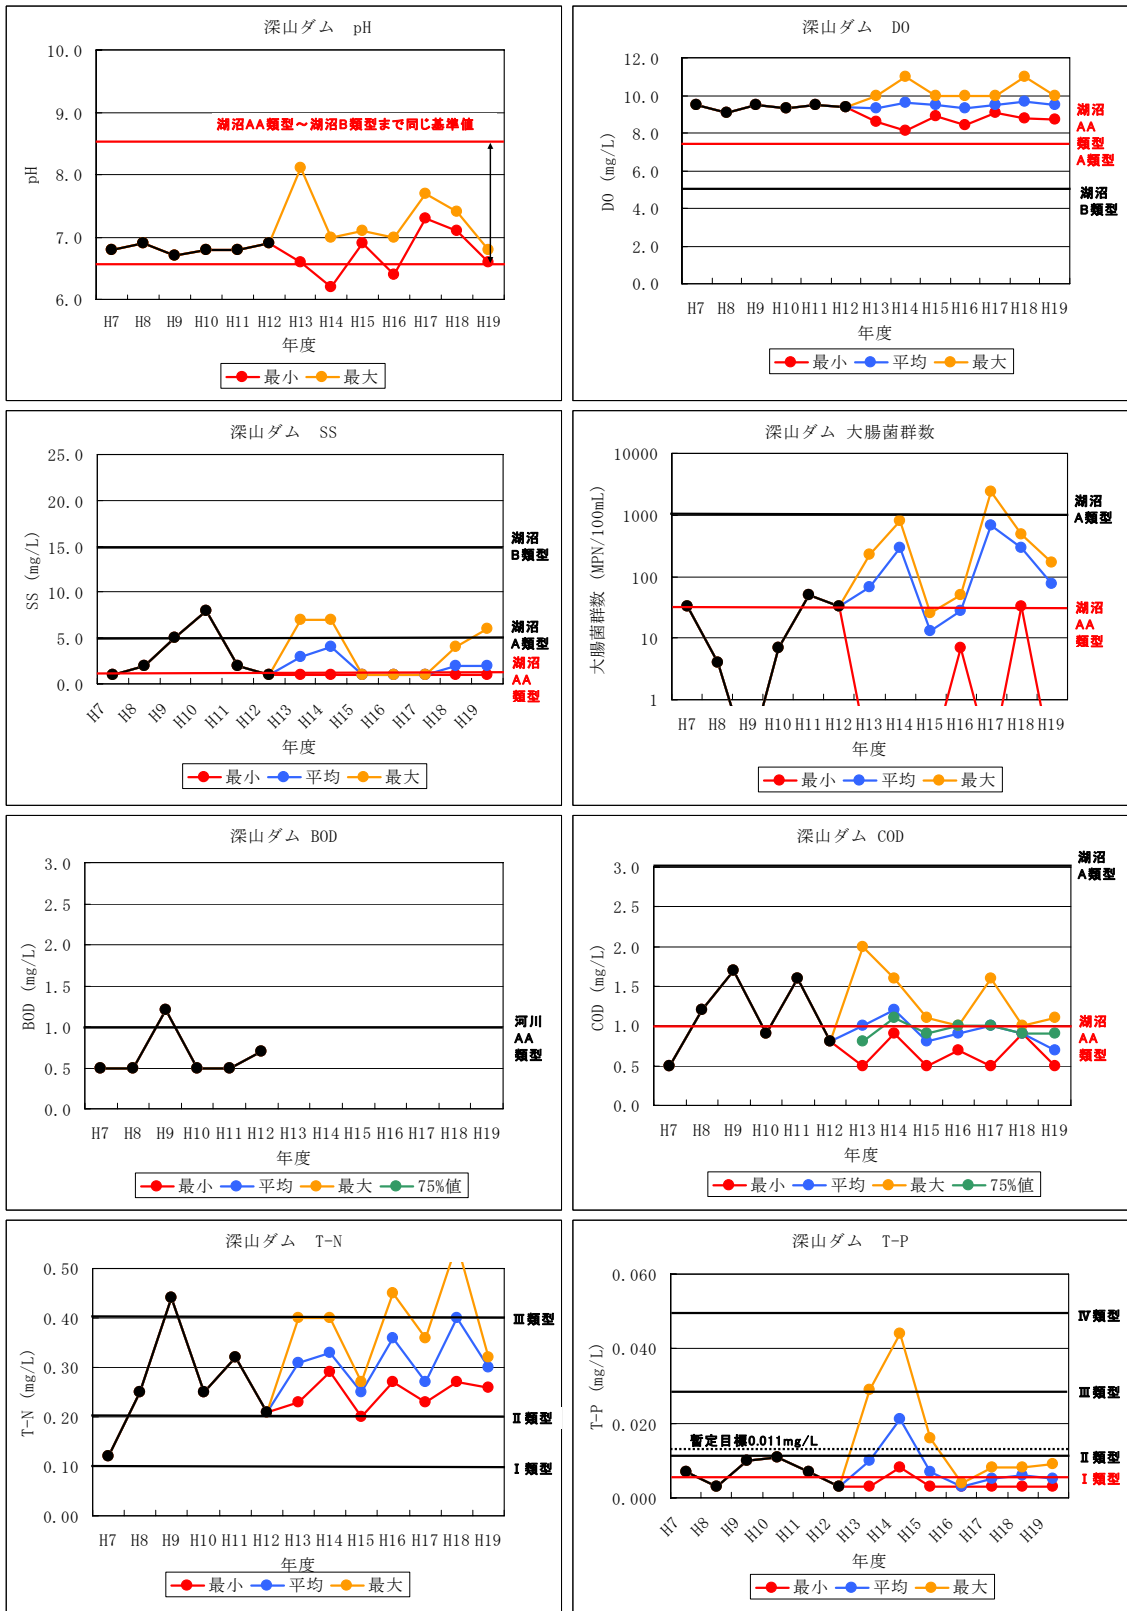 深山ダム　pH
10.0
9.0
8.0
7.0
6.0
pH
湖沼AA類型～湖沼B類型まで同じ基準値
H7 H8 H9 H10 H11 H12 H13 H14 H15 H16 H17 H18 H19
年度
最小 最大
深山ダム　DO
12.0
10.0
8.0
6.0
4.0
2.0
0.0
DO (mg/L)
湖沼
AA
類型
A類型
湖沼
B類型
H7 H8 H9 H10 H11 H12 H13 H14 H15 H16 H17 H18 H19
年度
最小 平均 最大
深山ダム　SS
25.0
20.0
15.0
10.0
5.0
0.0
SS (mg/L)
湖沼
B類型
湖沼
A類型
湖沼
AA
類型
H7 H8 H9 H10 H11 H12 H13 H14 H15 H16 H17 H18 H19
年度
最小 平均 最大
深山ダム 大腸菌群数
10000
1000
100
10
1
大腸菌群数 (MPN/100mL)
湖沼
A類型
湖沼
AA
類型
H7 H8 H9 H10 H11 H12 H13 H14 H15 H16 H17 H18 H19
年度
最小 平均 最大
深山ダム BOD
3.0
2.5
2.0
1.5
1.0
0.5
0.0
BOD (mg/L)
河川
AA
類型
H7 H8 H9 H10 H11 H12 H13 H14 H15 H16 H17 H18 H19
年度
最小 平均 最大 75%値
深山ダム COD
3.0
2.5
2.0
1.5
1.0
0.5
0.0
COD (mg/L)
湖沼
A類型
湖沼
AA
類型
H7 H8 H9 H10 H11 H12 H13 H14 H15 H16 H17 H18 H19
年度
最小 平均 最大 75%値
深山ダム　T-N
0.50
0.40
0.30
0.20
0.10
0.00
T-N (mg/L)
Ⅲ類型
Ⅱ類型
Ⅰ類型
H7 H8 H9 H10 H11 H12 H13 H14 H15 H16 H17 H18 H19
年度
最小 平均 最大
深山ダム　T-P
0.060
0.040
0.020
0.000
T-P (mg/L)
Ⅳ類型
Ⅲ類型
暫定目標0.011mg/L
Ⅱ類型
Ⅰ類型
H7 H8 H9 H10 H11 H12 H13 H14 H15 H16 H17 H18 H19
年度
最小 平均 最大